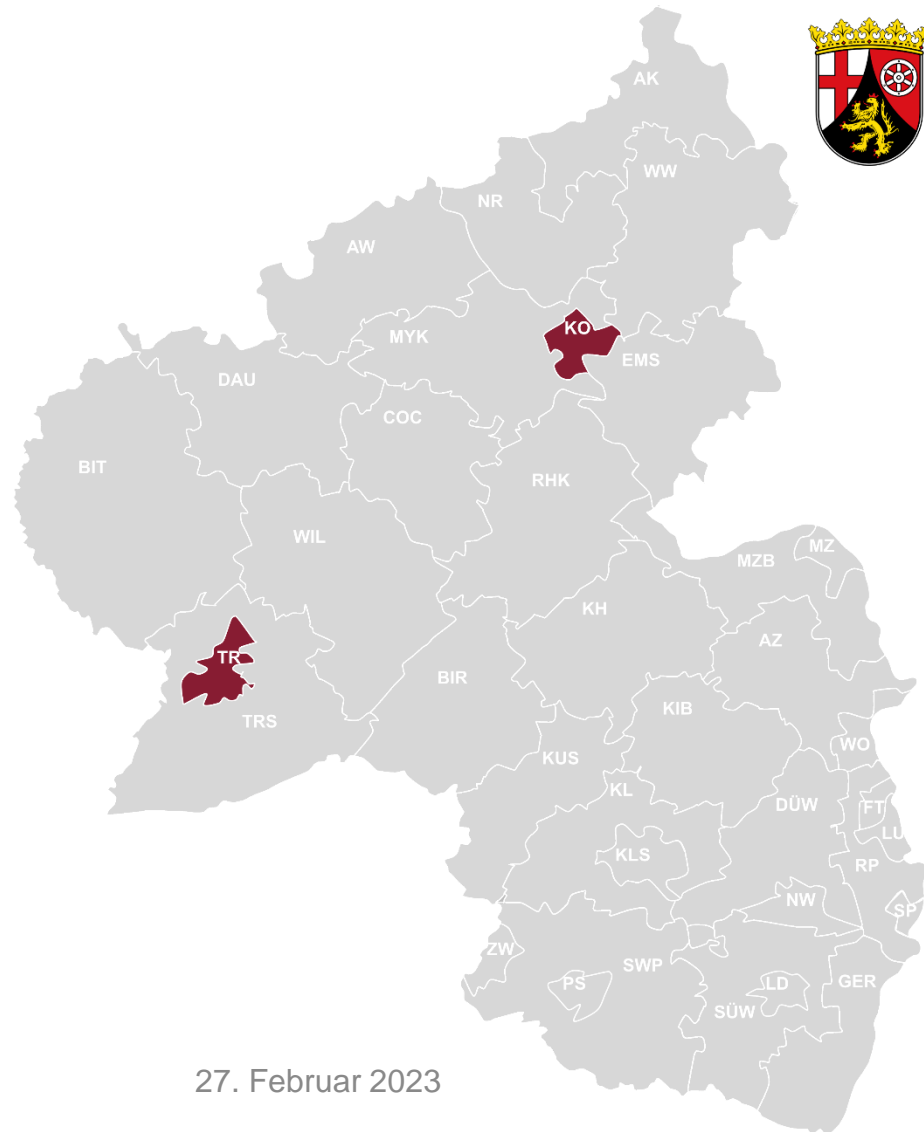 AK
WW
NR
AW
KO
MYK
EMS
DAU
COC
BIT
RHK
WIL
MZ
MZB
KH
AZ
TR
BIR
KIB
TRS
WO
KUS
KL
DÜW
FT
LU
KLS
RP
NW
SP
ZW
SWP
PS
LD
GER
SÜW
27. Februar 2023